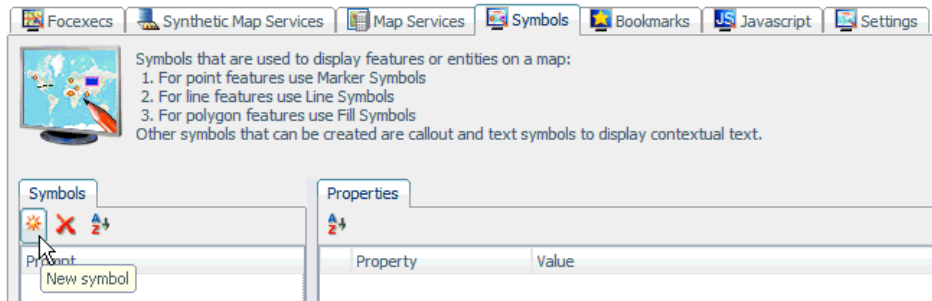 Focexecs Synthetic Map Services Map Services Symbols Bookmarks JS Javascript Settings
Symbols that are used to display features or entities on a map:
1. For point features use Marker Symbols
2. For line features use Line Symbols
3. For polygon features use Fill Symbols
Other symbols that can be created are callout and text symbols to display contextual text.
Symbols Properties
A Z A Z
Prompt Property Value
New symbol